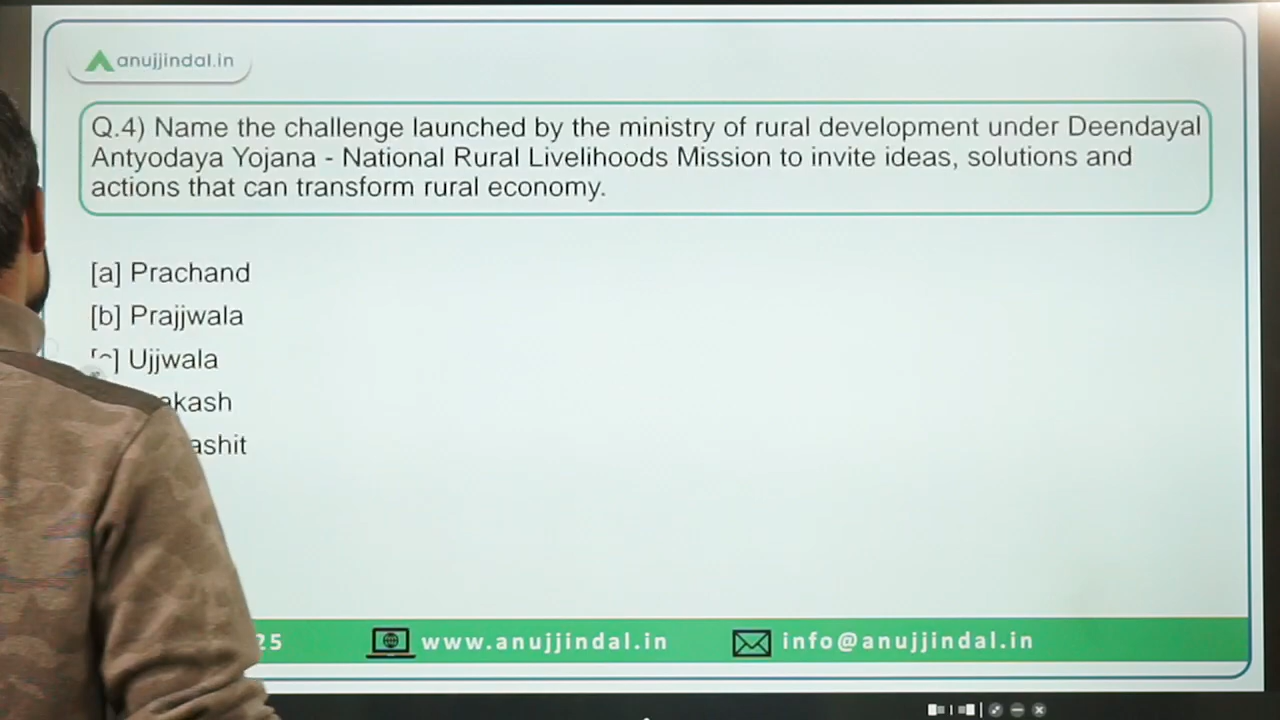 anujjindal.in
Q.4) Name the challenge launched by the ministry of rural development under Deendayal
Antyodaya Yojana - National Rural Livelihoods Mission to invite ideas, solutions and
actions that can transform rural economy.
[a] Prachand
[b] Prajjwala
[c] Ujjwala
akash
ashit
25 www.anujjindal.in info@anujjindal.in